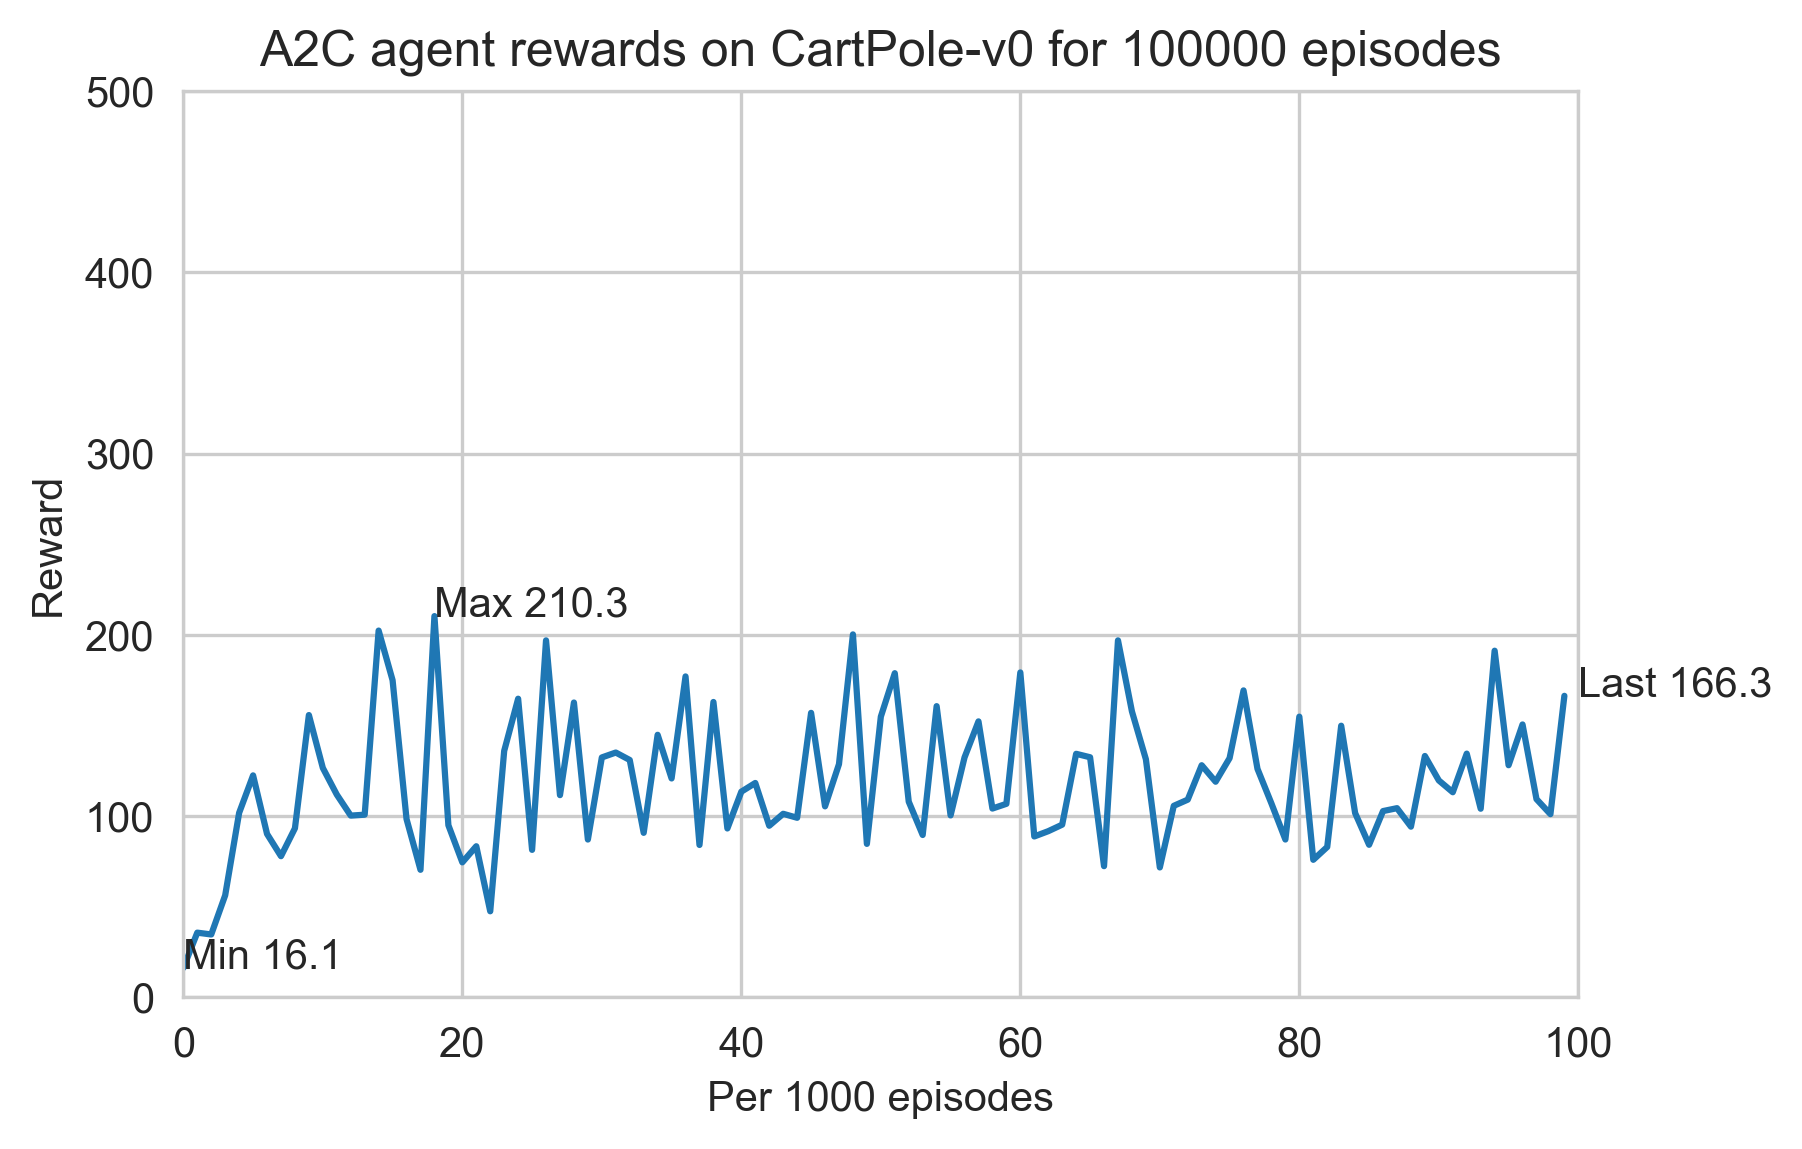 A2C agent rewards on CartPole-v0 for 100000 episodes
500
400
300
200
100
0
Reward
Max 210.3
Last 166.3
Min 16.1
0 20 40 60 80 100
Per 1000 episodes